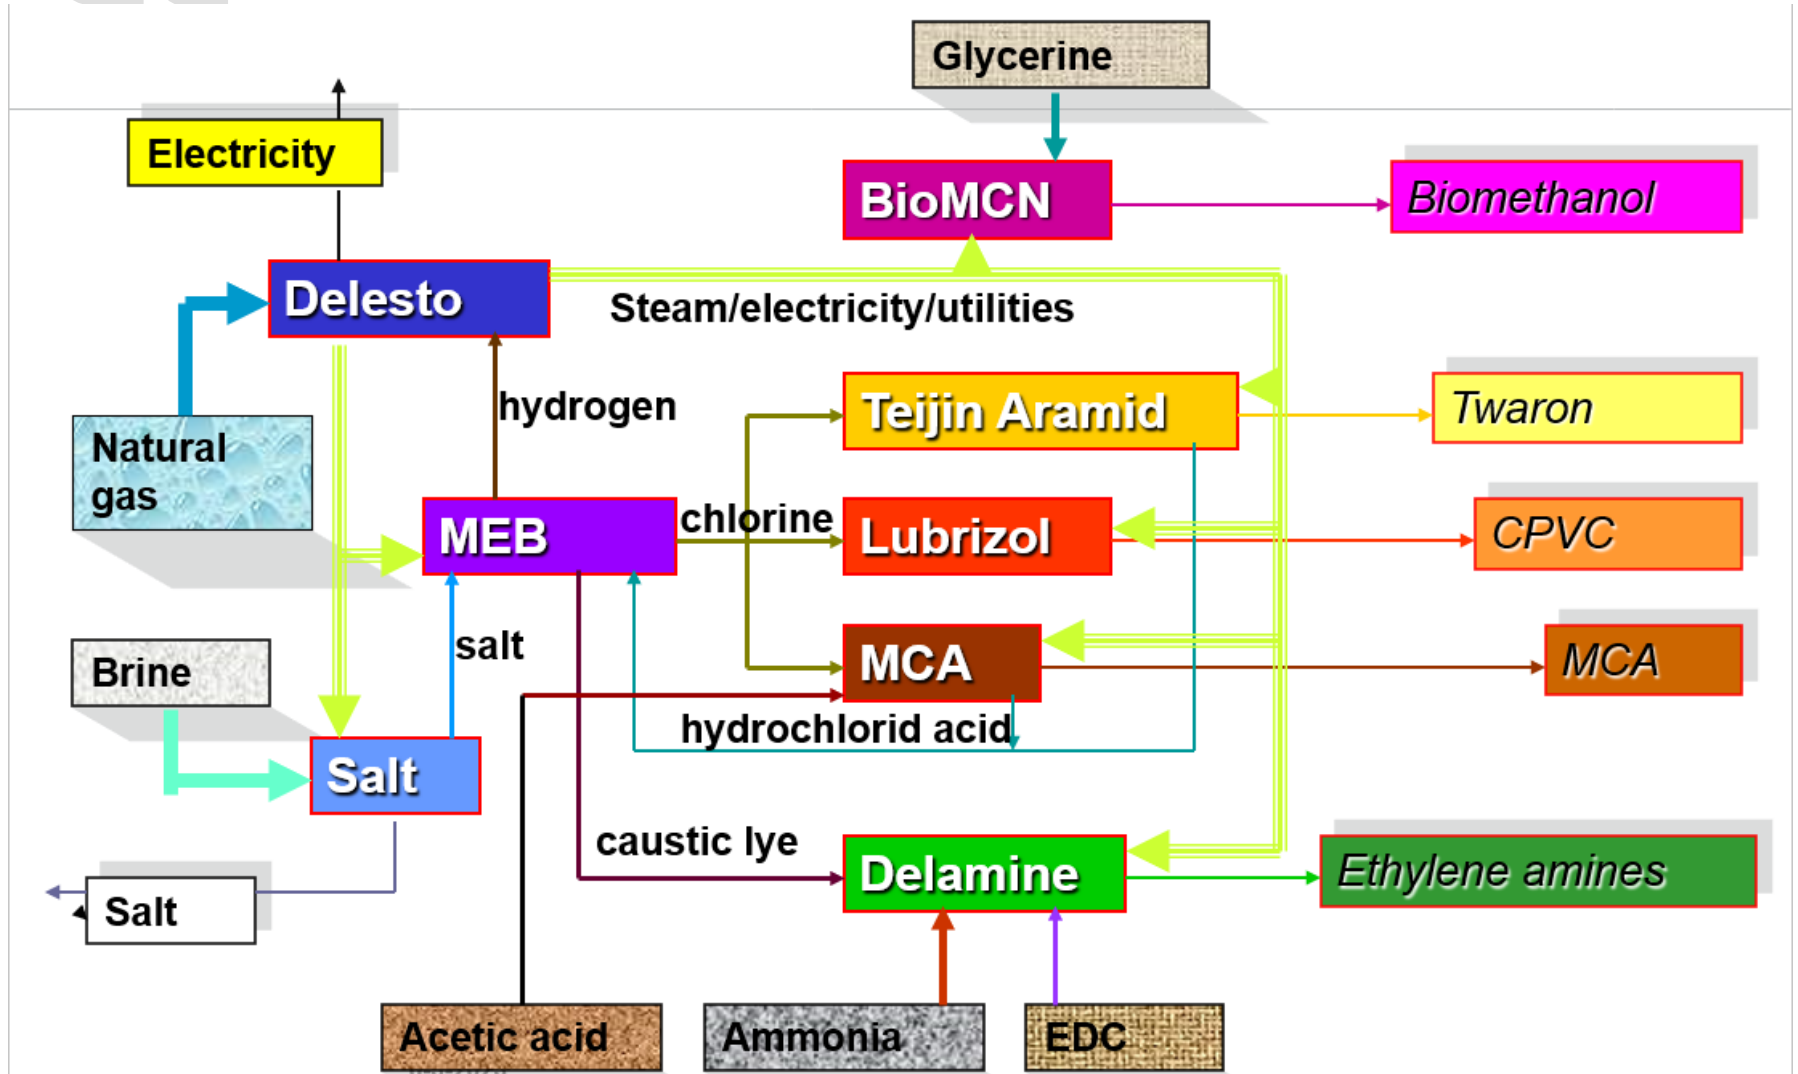 Glycerine
Electricity
BioMCN
Biomethanol
Delesto
Steam/electricity/utilities
hydrogen
Teijin Aramid
Twaron
Natural
gas
MEB
chlorine
Lubrizol
CPVC
salt
Brine
MCA
MCA
hydrochlorid acid
Salt
caustic lye
Delamine
Ethylene amines
Salt
Acetic acid
Ammonia
EDC